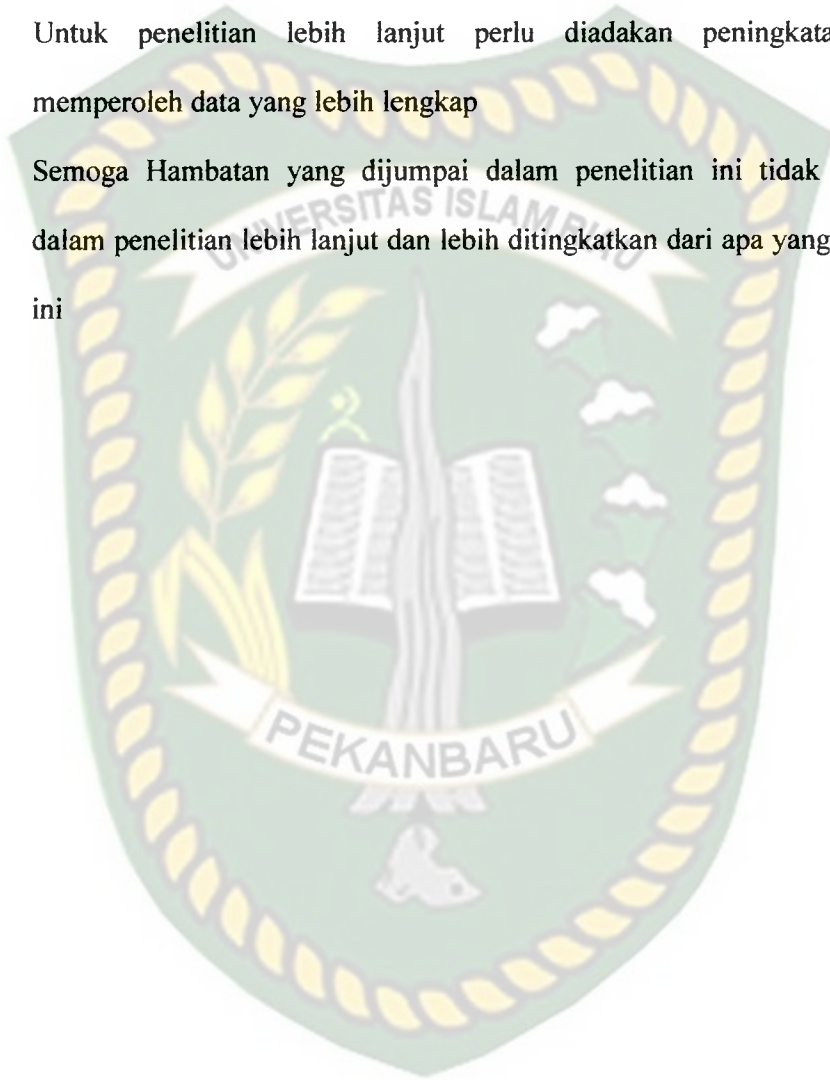 Untuk penelitian lebih lanjut perlu diadakan peningkata
memperoleh data yang lebih lengkap
Semoga Hambatan yang dijumpai dalam penelitian ini tidak
dalam penelitian lebih lanjut dan lebih ditingkatkan dari apa yang
ini
UNIVERSITAS ISLAM RIAU
PEKANBARU